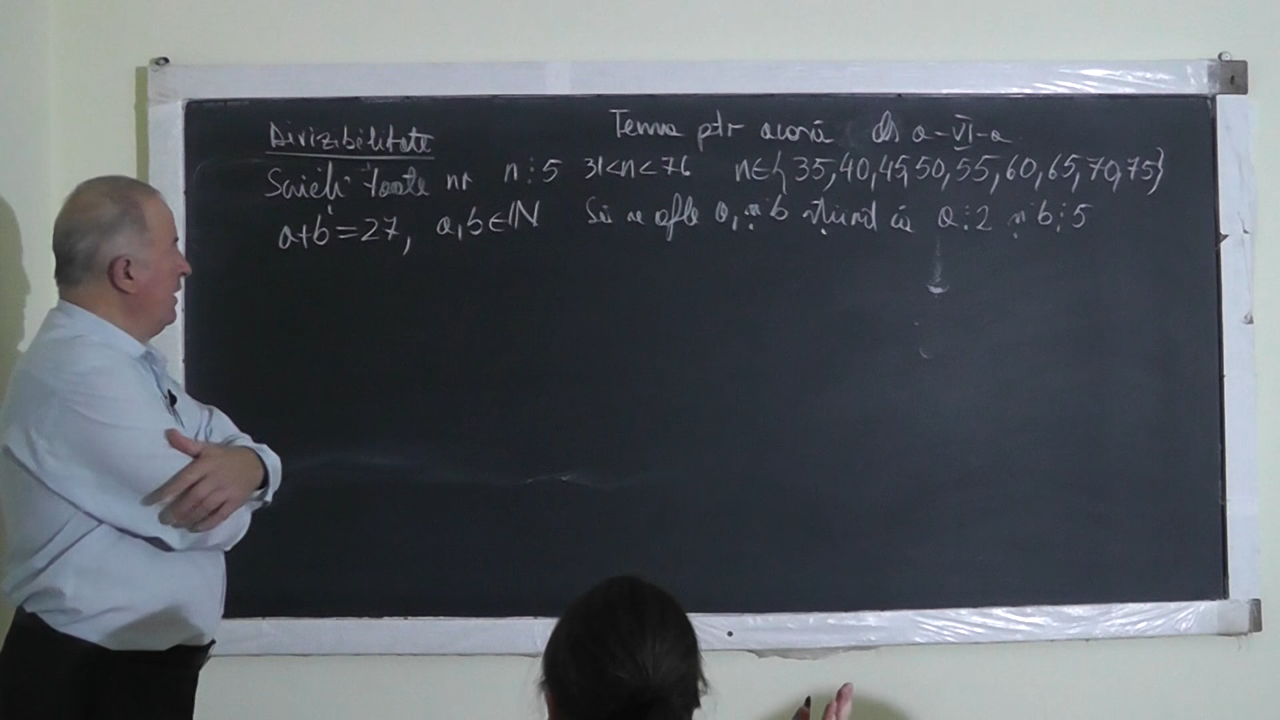 Divizibilitate
Tema ptr acasă cls a-VI-a
Scrieți toate nr n⋮5 31<n<76 n∈{35,40,45,50,55,60,65,70,75}
a+b=27, a,b∈ℕ Să se afle a, și b știind că a⋮2 și b⋮5